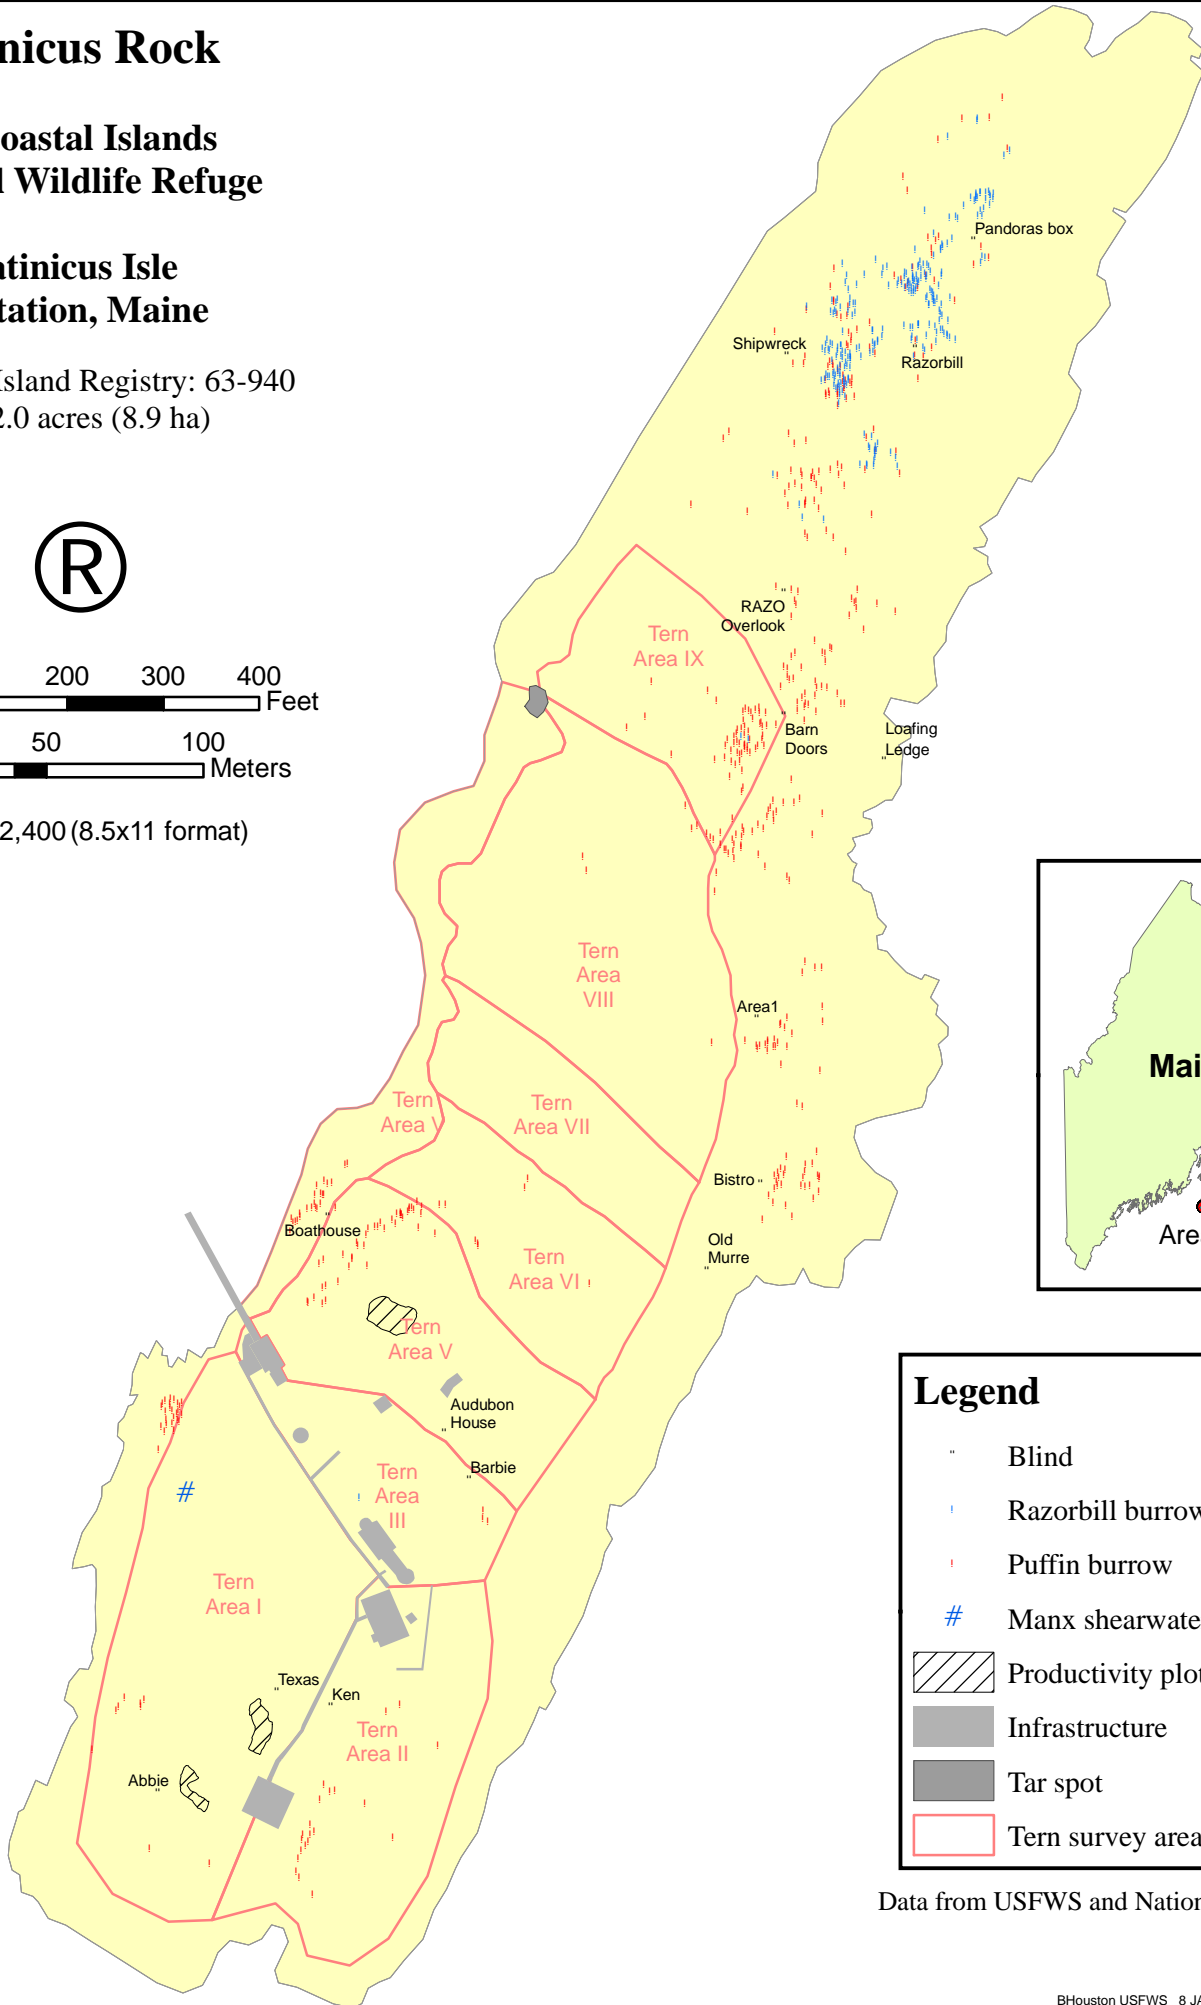 nicus Rock
oastal Islands
l Wildlife Refuge
atinicus Isle
tation, Maine
Island Registry: 63-940
2.0 acres (8.9 ha)
®
200 300 400
Feet
50 100
Meters
2,400 (8.5x11 format)
Pandoras box
Shipwreck
Razorbill
RAZO
Overlook
Tern
Area IX
Barn
Doors
Loafing
Ledge
Tern
Area
VIII
Area1
Tern
Area V
Tern
Area VII
Bistro
Boathouse
Old
Murre
Tern
Area VI
Tern
Area V
Audubon
House
Barbie
Tern
Area
III
#
Tern
Area I
Texas
Ken
Tern
Area II
Abbie
Mai
Are
Legend
Blind
Razorbill burrow
Puffin burrow
# Manx shearwate
Productivity plot
Infrastructure
Tar spot
Tern survey area
Data from USFWS and Nation
BHouston USFWS 8 JA